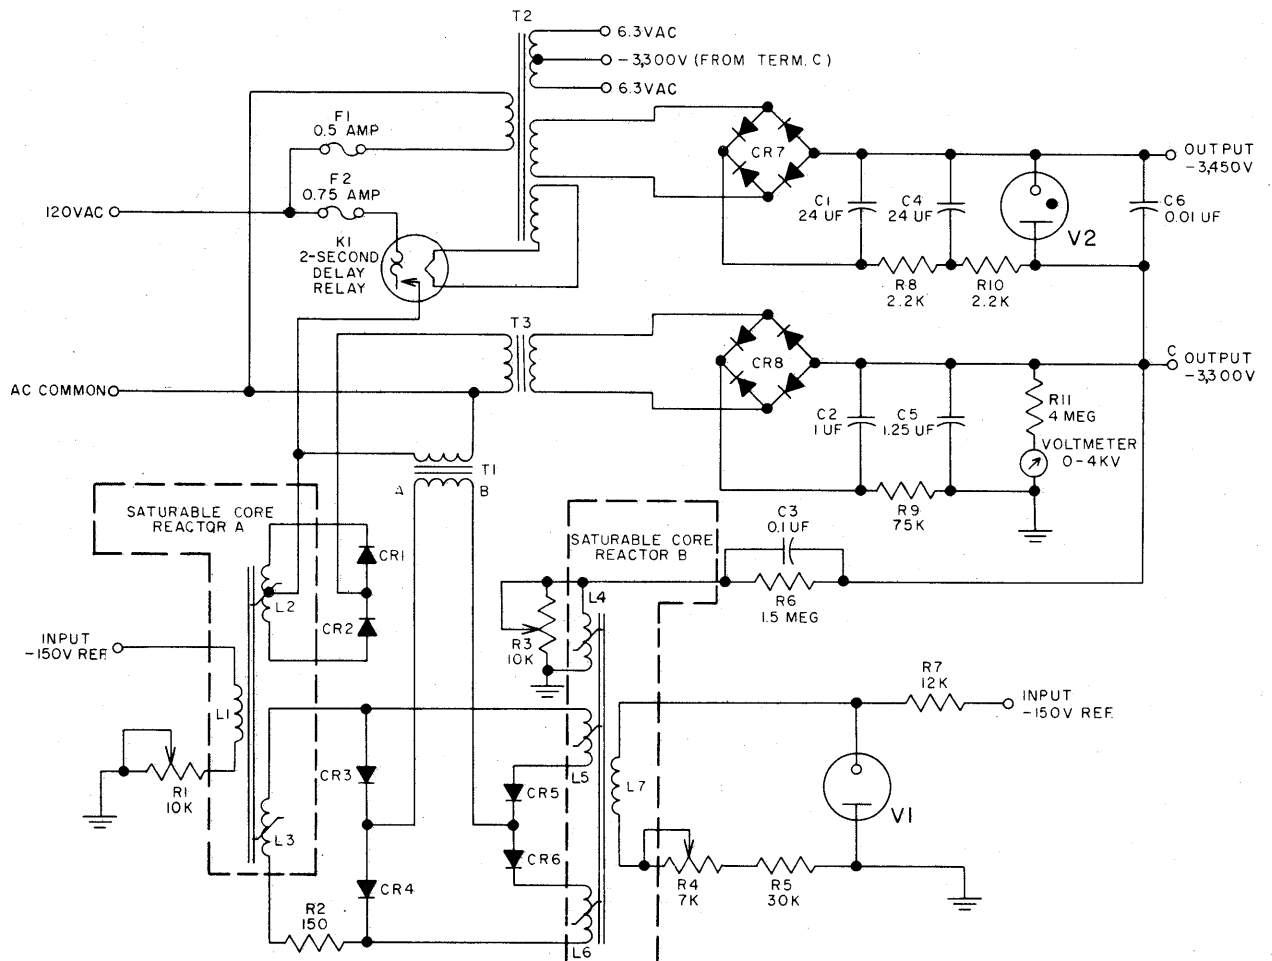 T2
6.3VAC
-3,300V (FROM TERM. C)
6.3VAC
F1
0.5 AMP
F2
0.75 AMP
120VAC
K1
2-SECOND
DELAY
RELAY
CR7
C1
24 UF
C4
24 UF
V2
C6
0.01 UF
OUTPUT
-3,450V
R8
2.2K
R10
2.2K
T3
AC COMMON
CR8
C2
1UF
C5
1.25 UF
R11
4 MEG
VOLTMETER
0-4KV
C
OUTPUT
-3,300V
R9
75K
T1
A
B
SATURABLE CORE
REACTOR A
SATURABLE CORE
REACTOR B
C3
0.1 UF
R6
1.5 MEG
CR1
L2
CR2
L4
R3
10K
INPUT
-150V REF.
L1
R1
10K
L3
CR3
CR4
R2
150
CR5
CR6
L5
L6
L7
R7
12K
INPUT
-150V REF.
V1
R4
7K
R5
30K